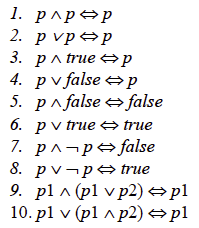 1. p ∧ p ⇔ p
2. p ∨ p ⇔ p
3. p ∧ true ⇔ p
4. p ∨ false ⇔ p
5. p ∧ false ⇔ false
6. p ∨ true ⇔ true
7. p ∧ ¬ p ⇔ false
8. p ∨ ¬ p ⇔ true
9. p1 ∧ (p1 ∨ p2) ⇔ p1
10. p1 ∨ (p1 ∧ p2) ⇔ p1